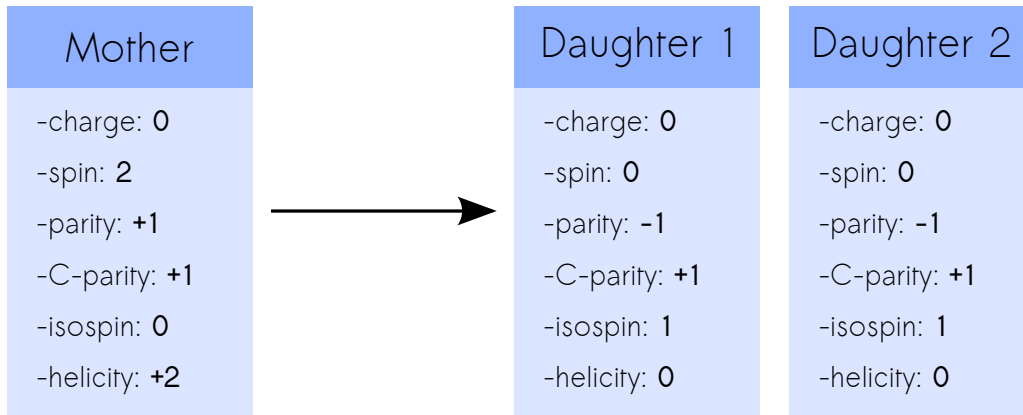 Mother
-charge: 0
-spin: 2
-parity: +1
-C-parity: +1
-isospin: 0
-helicity: +2
Daughter 1
-charge: 0
-spin: 0
-parity: -1
-C-parity: +1
-isospin: 1
-helicity: 0
Daughter 2
-charge: 0
-spin: 0
-parity: -1
-C-parity: +1
-isospin: 1
-helicity: 0